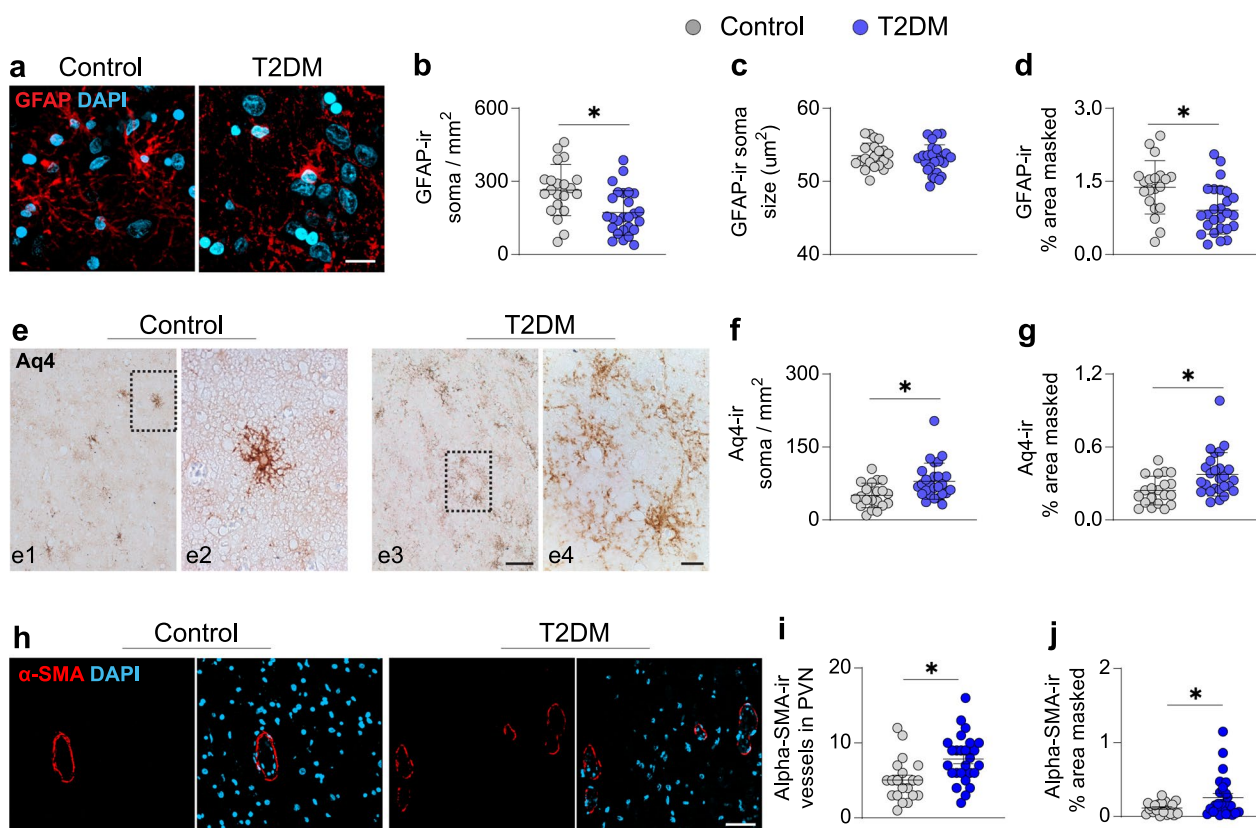 Control T2DM
a
Control T2DM
GFAP DAPI
b
GFAP-ir
soma / mm²
600
300
0
*
c
GFAP-ir soma
size (um²)
60
50
40
d
GFAP-ir
% area masked
3.0
1.5
0.0
*
e
Control T2DM
Aq4
e1 e2 e3 e4
f
Aq4-ir
soma / mm²
300
150
0
*
g
Aq4-ir
% area masked
1.2
0.6
0.0
*
h
Control T2DM
α-SMA DAPI
i
Alpha-SMA-ir
vessels in PVN
20
10
0
*
j
Alpha-SMA-ir
% area masked
2
1
0
*